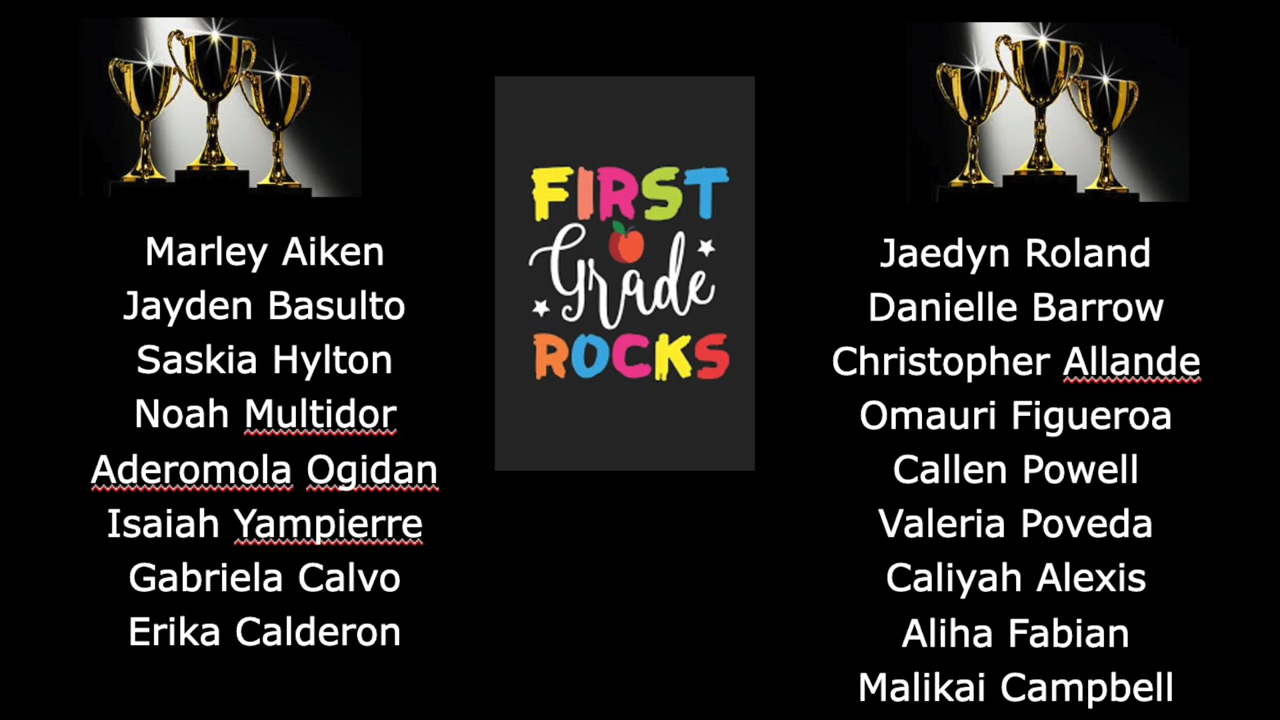 Marley Aiken
Jayden Basulto
Saskia Hylton
Noah Multidor
Aderomola Ogidan
Isaiah Yampierre
Gabriela Calvo
Erika Calderon
FIRST
Grade
ROCKS
Jaedyn Roland
Danielle Barrow
Christopher Allande
Omauri Figueroa
Callen Powell
Valeria Poveda
Caliyah Alexis
Aliha Fabian
Malikai Campbell